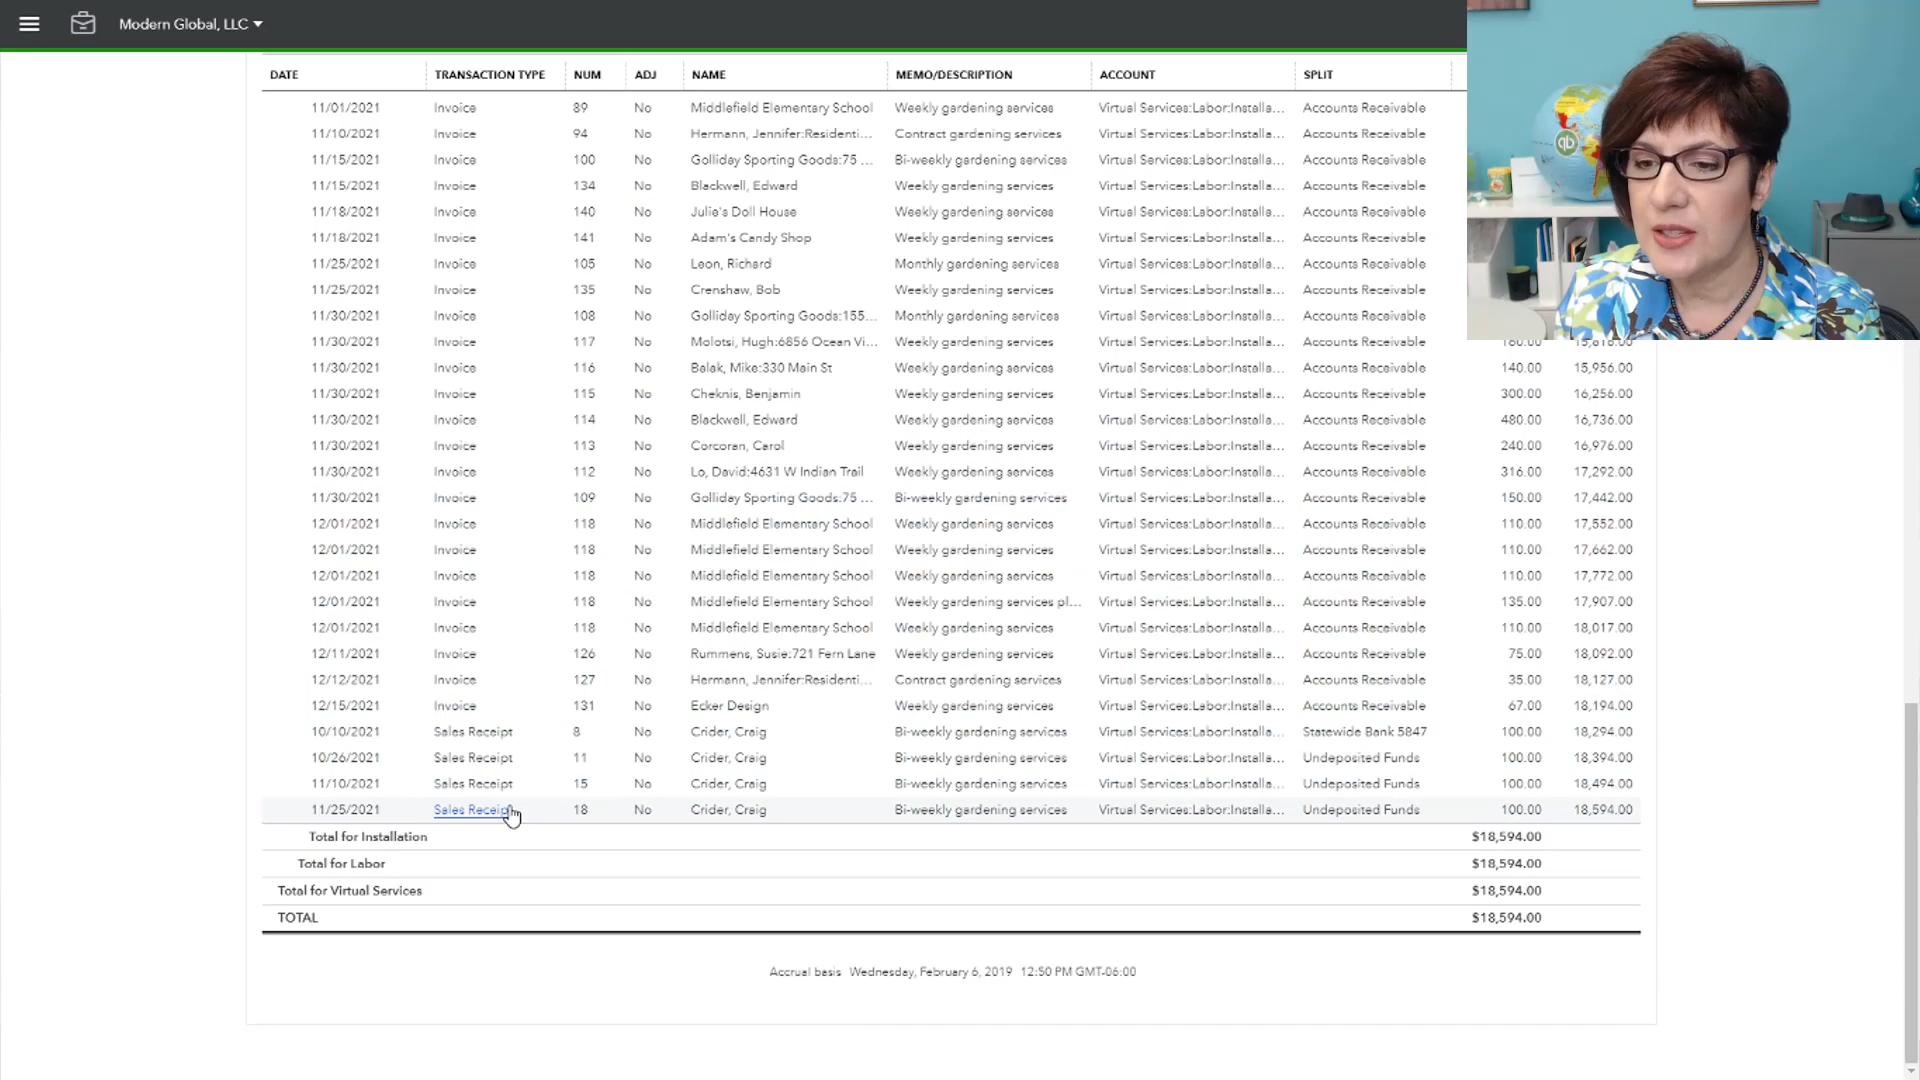 Modern Global, LLC
DATE TRANSACTION TYPE NUM ADJ NAME MEMO/DESCRIPTION ACCOUNT SPLIT
11/01/2021 Invoice 89 No Middlefield Elementary School Weekly gardening services Virtual Services:Labor:Installa... Accounts Receivable
11/10/2021 Invoice 94 No Hermann, Jennifer:Residenti... Contract gardening services Virtual Services:Labor:Installa... Accounts Receivable
11/15/2021 Invoice 100 No Golliday Sporting Goods:75 ... Bi-weekly gardening services Virtual Services:Labor:Installa... Accounts Receivable
11/15/2021 Invoice 134 No Blackwell, Edward Weekly gardening services Virtual Services:Labor:Installa... Accounts Receivable
11/18/2021 Invoice 140 No Julie's Doll House Weekly gardening services Virtual Services:Labor:Installa... Accounts Receivable
11/18/2021 Invoice 141 No Adam's Candy Shop Weekly gardening services Virtual Services:Labor:Installa... Accounts Receivable
11/25/2021 Invoice 105 No Leon, Richard Monthly gardening services Virtual Services:Labor:Installa... Accounts Receivable
11/25/2021 Invoice 135 No Crenshaw, Bob Weekly gardening services Virtual Services:Labor:Installa... Accounts Receivable
11/30/2021 Invoice 108 No Golliday Sporting Goods:155... Monthly gardening services Virtual Services:Labor:Installa... Accounts Receivable
11/30/2021 Invoice 117 No Molotsi, Hugh:6856 Ocean Vi... Weekly gardening services Virtual Services:Labor:Installa... Accounts Receivable
11/30/2021 Invoice 116 No Balak, Mike:330 Main St Weekly gardening services Virtual Services:Labor:Installa... Accounts Receivable 140.00 15,956.00
11/30/2021 Invoice 115 No Cheknis, Benjamin Weekly gardening services Virtual Services:Labor:Installa... Accounts Receivable 300.00 16,256.00
11/30/2021 Invoice 114 No Blackwell, Edward Weekly gardening services Virtual Services:Labor:Installa... Accounts Receivable 480.00 16,736.00
11/30/2021 Invoice 113 No Corcoran, Carol Weekly gardening services Virtual Services:Labor:Installa... Accounts Receivable 240.00 16,976.00
11/30/2021 Invoice 112 No Lo, David:4631 W Indian Trail Weekly gardening services Virtual Services:Labor:Installa... Accounts Receivable 316.00 17,292.00
11/30/2021 Invoice 109 No Golliday Sporting Goods:75 ... Bi-weekly gardening services Virtual Services:Labor:Installa... Accounts Receivable 150.00 17,442.00
12/01/2021 Invoice 118 No Middlefield Elementary School Weekly gardening services Virtual Services:Labor:Installa... Accounts Receivable 110.00 17,552.00
12/01/2021 Invoice 118 No Middlefield Elementary School Weekly gardening services Virtual Services:Labor:Installa... Accounts Receivable 110.00 17,662.00
12/01/2021 Invoice 118 No Middlefield Elementary School Weekly gardening services Virtual Services:Labor:Installa... Accounts Receivable 110.00 17,772.00
12/01/2021 Invoice 118 No Middlefield Elementary School Weekly gardening services pl... Virtual Services:Labor:Installa... Accounts Receivable 135.00 17,907.00
12/01/2021 Invoice 118 No Middlefield Elementary School Weekly gardening services Virtual Services:Labor:Installa... Accounts Receivable 110.00 18,017.00
12/11/2021 Invoice 126 No Rummens, Susie:721 Fern Lane Weekly gardening services Virtual Services:Labor:Installa... Accounts Receivable 75.00 18,092.00
12/12/2021 Invoice 127 No Hermann, Jennifer:Residenti... Contract gardening services Virtual Services:Labor:Installa... Accounts Receivable 35.00 18,127.00
12/15/2021 Invoice 131 No Ecker Design Weekly gardening services Virtual Services:Labor:Installa... Accounts Receivable 67.00 18,194.00
10/10/2021 Sales Receipt 8 No Crider, Craig Bi-weekly gardening services Virtual Services:Labor:Installa... Statewide Bank 5847 100.00 18,294.00
10/26/2021 Sales Receipt 11 No Crider, Craig Bi-weekly gardening services Virtual Services:Labor:Installa... Undeposited Funds 100.00 18,394.00
11/10/2021 Sales Receipt 15 No Crider, Craig Bi-weekly gardening services Virtual Services:Labor:Installa... Undeposited Funds 100.00 18,494.00
11/25/2021 Sales Receipt 18 No Crider, Craig Bi-weekly gardening services Virtual Services:Labor:Installa... Undeposited Funds 100.00 18,594.00
Total for Installation $18,594.00
Total for Labor $18,594.00
Total for Virtual Services $18,594.00
TOTAL $18,594.00
Accrual basis Wednesday, February 6, 2019 12:50 PM GMT-06:00
qb